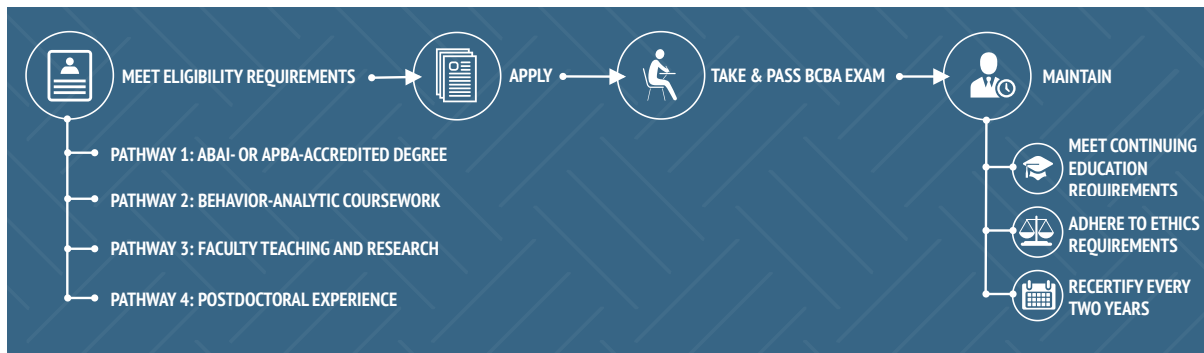 MEET ELIGIBILITY REQUIREMENTS
APPLY
TAKE & PASS BCBA EXAM
MAINTAIN
PATHWAY 1: ABAI- OR APBA-ACCREDITED DEGREE
PATHWAY 2: BEHAVIOR-ANALYTIC COURSEWORK
PATHWAY 3: FACULTY TEACHING AND RESEARCH
PATHWAY 4: POSTDOCTORAL EXPERIENCE
MEET CONTINUING
EDUCATION
REQUIREMENTS
ADHERE TO ETHICS
REQUIREMENTS
RECERTIFY EVERY
TWO YEARS